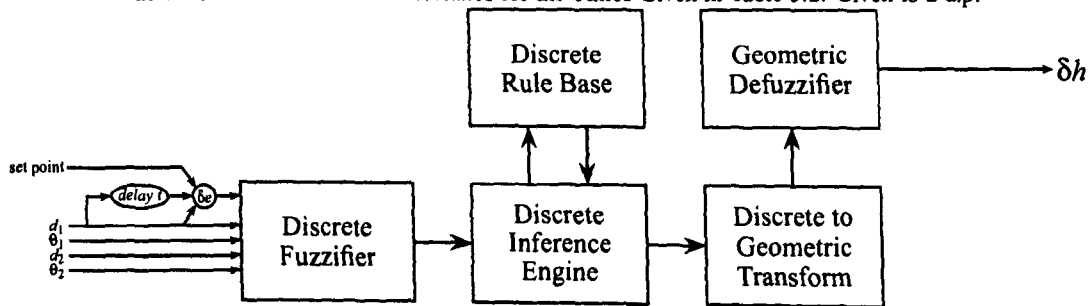 Discrete
Rule Base
Geometric
Defuzzifier
δh
set point
delay t
δe
d₁
θ₁
d₂
θ₂
Discrete
Fuzzifier
Discrete
Inference
Engine
Discrete to
Geometric
Transform